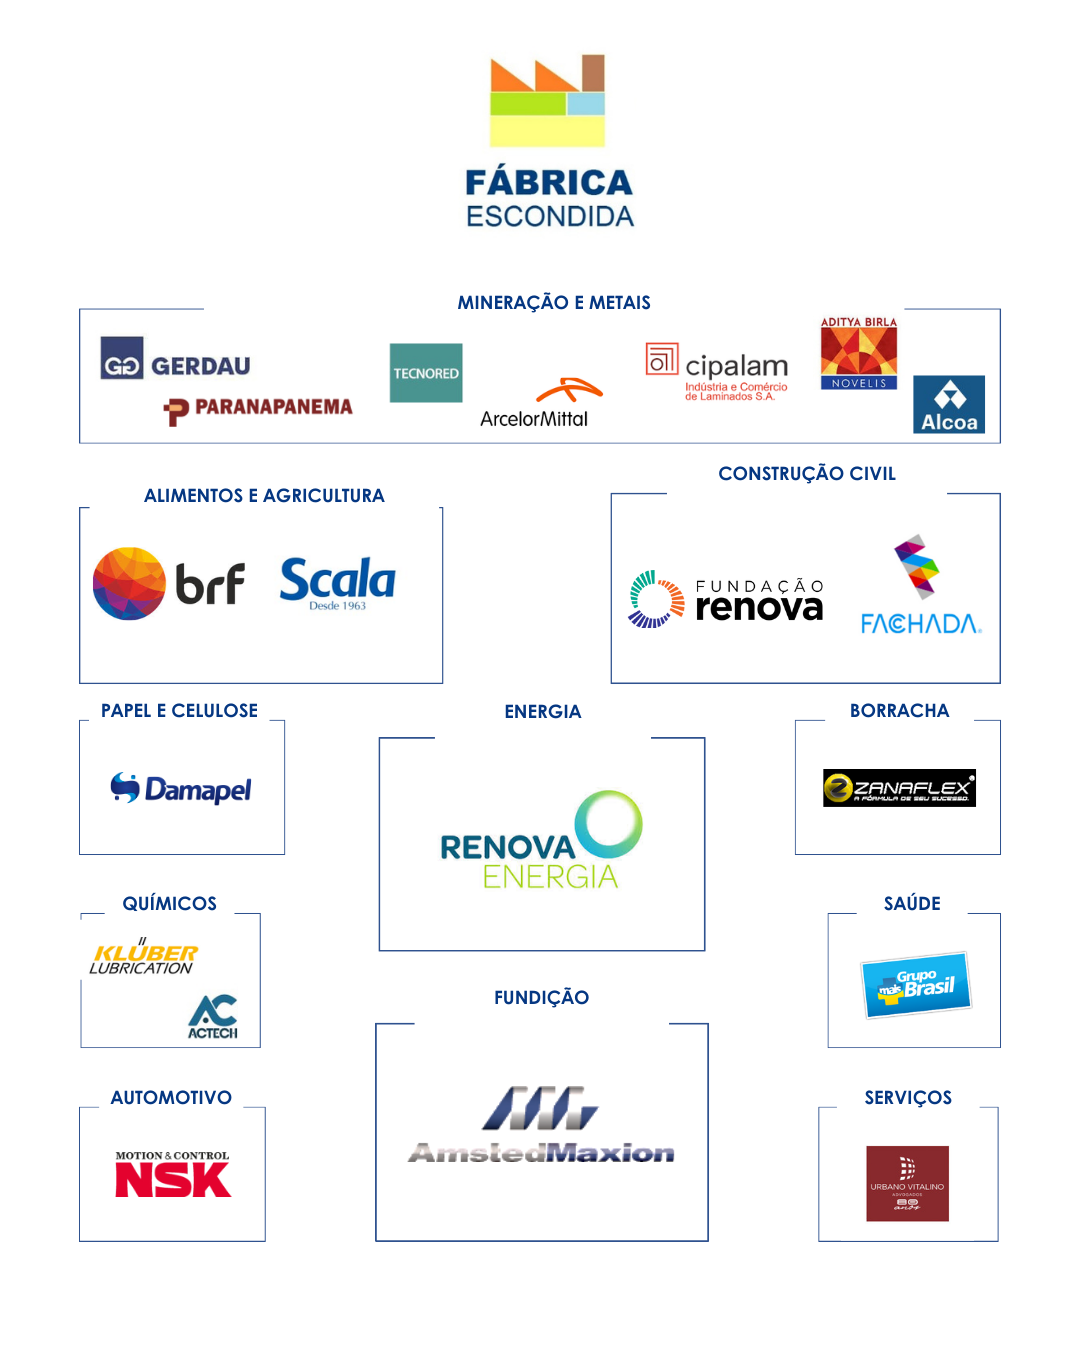 FÁBRICA
ESCONDIDA
MINERAÇÃO E METAIS
GERDAU
PARANAPANEMA
TECNORED
ArcelorMittal
cipalam
Indústria e Comércio
de Laminados S.A.
ADITYA BIRLA
NOVELIS
Alcoa
ALIMENTOS E AGRICULTURA
brf
Scala
Desde 1963
CONSTRUÇÃO CIVIL
FUNDAÇÃO
renova
FACCHADA®
PAPEL E CELULOSE
Damapel
ENERGIA
RENOVA
ENERGIA
BORRACHA
ZANAFLEX®
A FÓRMULA DE SEU SUCESSO.
QUÍMICOS
KLÜBER
LUBRICATION
ACTECH
SAÚDE
Grupo
mais Brasil
FUNDIÇÃO
AmstedMaxion
AUTOMOTIVO
MOTION & CONTROL
NSK
SERVIÇOS
URBANO VITALINO
ADVOGADOS
80
anos